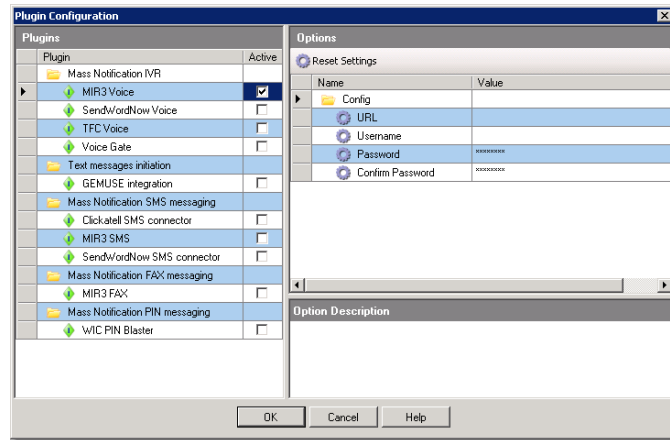 Plugin Configuration
Plugins
Plugin Active
Mass Notification IVR
MIR3 Voice
SendWordNow Voice
TFC Voice
Voice Gate
Text messages initiation
GEMUSE integration
Mass Notification SMS messaging
Clickatell SMS connector
MIR3 SMS
SendWordNow SMS connector
Mass Notification FAX messaging
MIR3 FAX
Mass Notification PIN messaging
WIC PIN Blaster
Options
Reset Settings
Name Value
Config
URL
Username
Password ********
Confirm Password ********
Option Description
OK Cancel Help